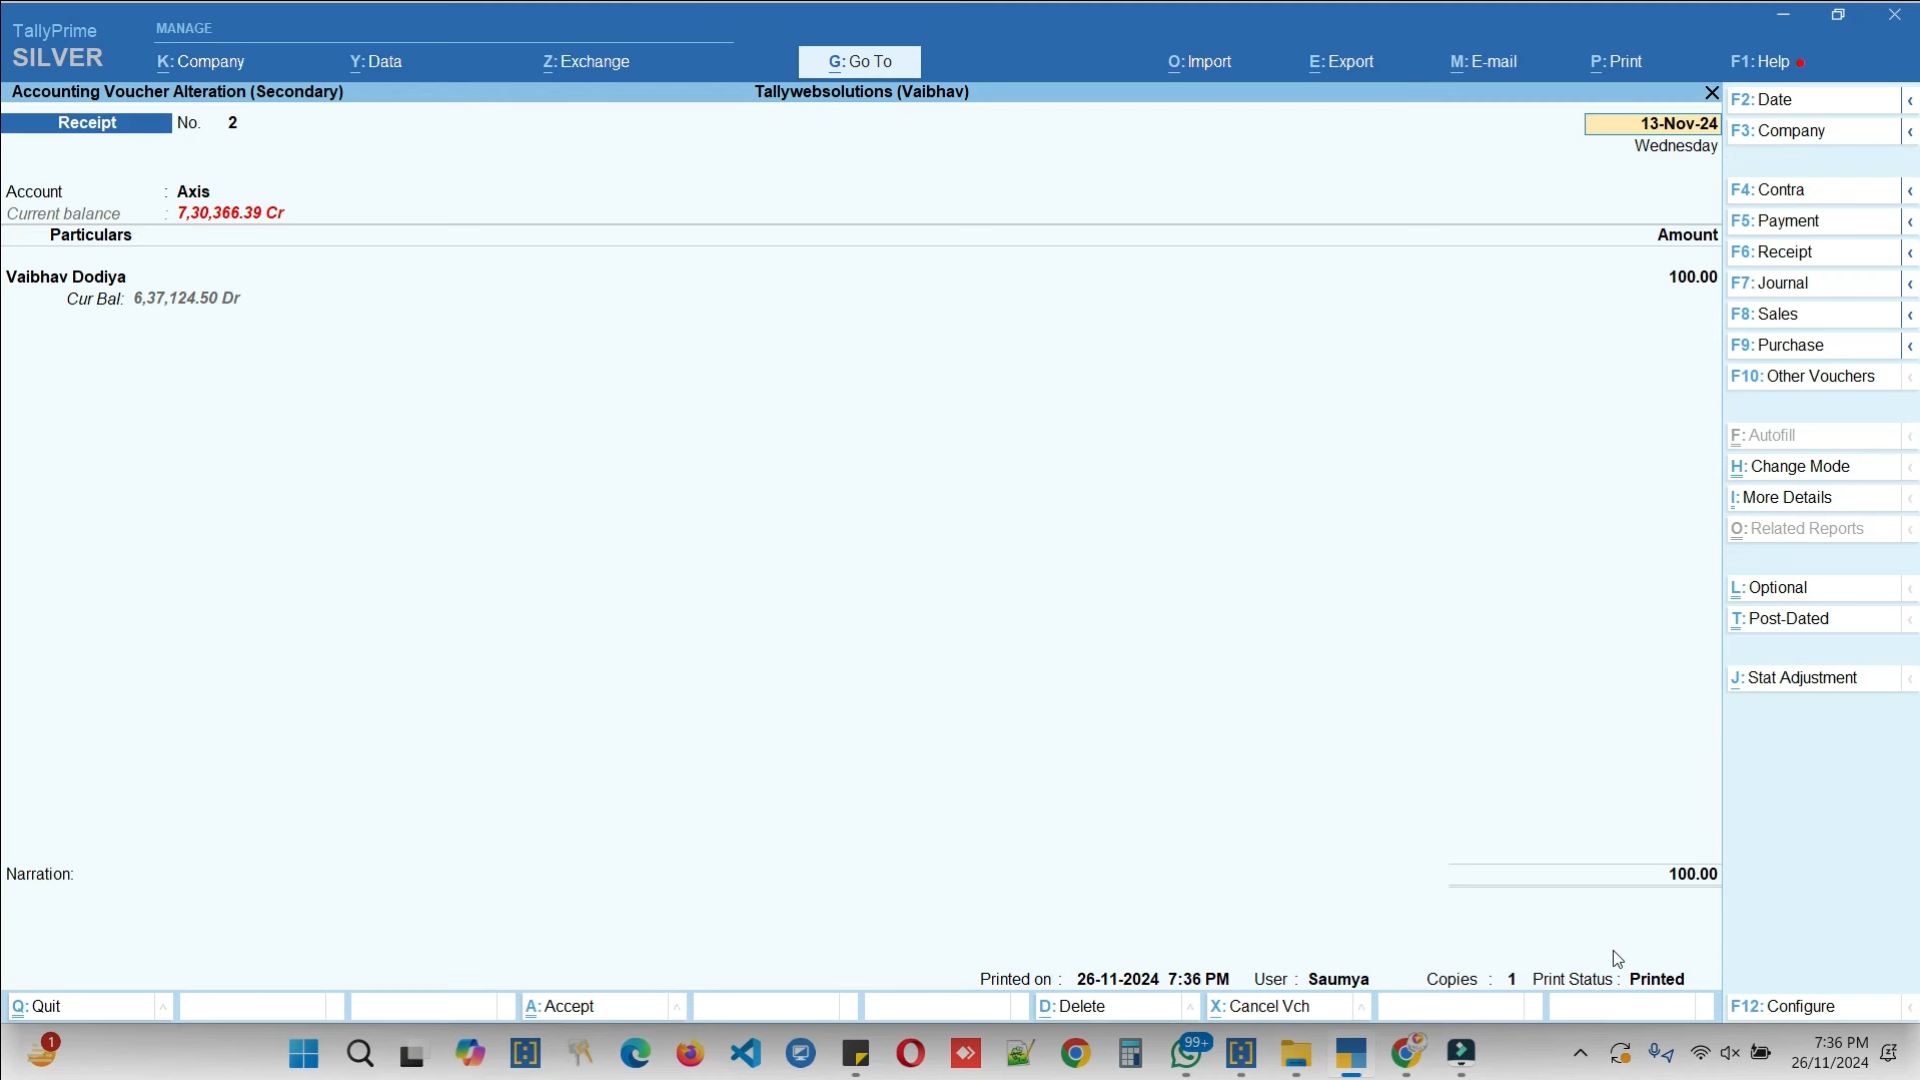 TallyPrime
SILVER
MANAGE
K: Company
Y: Data
Z: Exchange
G: Go To
O: Import
E: Export
M: E-mail
P: Print
F1: Help
Accounting Voucher Alteration (Secondary)
Tallywebsolutions (Vaibhav)
Receipt No. 2
13-Nov-24
Wednesday
Account : Axis
Current balance : 7,30,366.39 Cr
Particulars Amount
Vaibhav Dodiya 100.00
Cur Bal: 6,37,124.50 Dr
Narration: 100.00
Printed on : 26-11-2024 7:36 PM User : Saumya Copies : 1 Print Status : Printed
Q: Quit
A: Accept
D: Delete
X: Cancel Vch
F2: Date
F3: Company
F4: Contra
F5: Payment
F6: Receipt
F7: Journal
F8: Sales
F9: Purchase
F10: Other Vouchers
F: Autofill
H: Change Mode
I: More Details
O: Related Reports
L: Optional
T: Post-Dated
J: Stat Adjustment
F12: Configure
1
99+
7:36 PM
26/11/2024